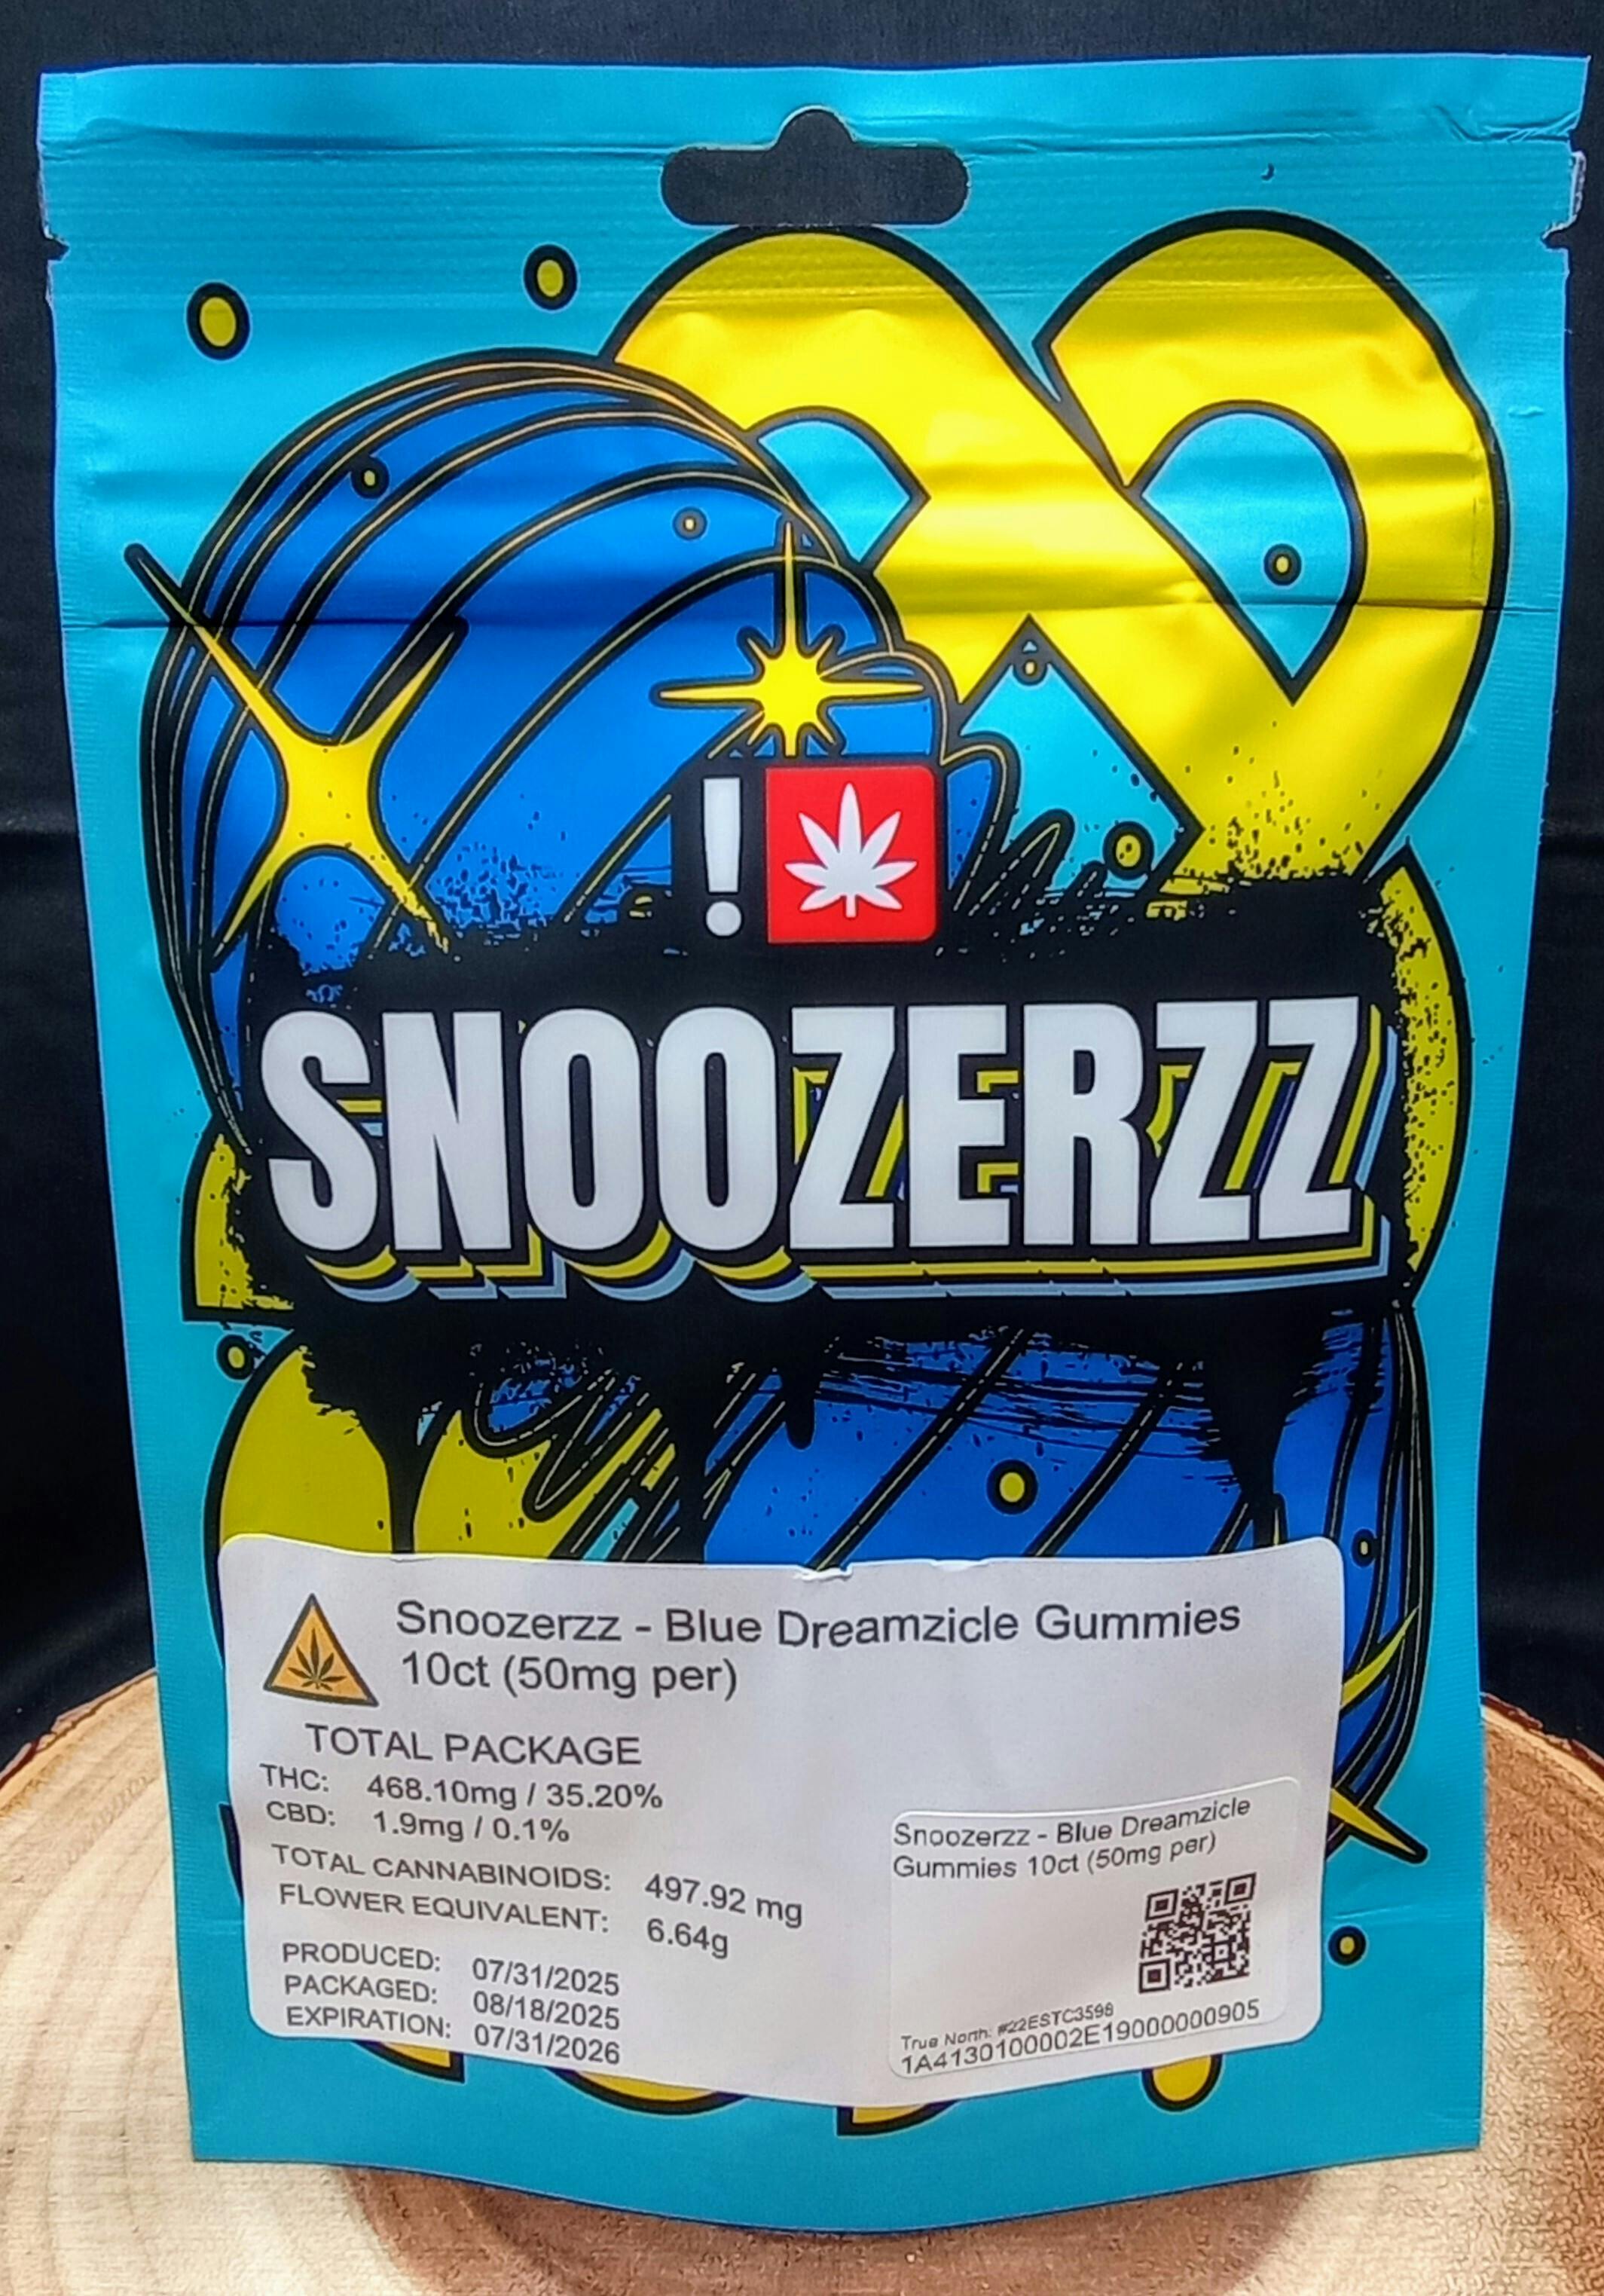 !
SNOOZERZZ
Snoozerzz - Blue Dreamzicle Gummies
10ct (50mg per)
TOTAL PACKAGE
THC: 468.10mg / 35.20%
CBD: 1.9mg / 0.1%
TOTAL CANNABINOIDS: 497.92 mg
FLOWER EQUIVALENT: 6.64g
PRODUCED: 07/31/2025
PACKAGED: 08/18/2025
EXPIRATION: 07/31/2026
Snoozerzz - Blue Dreamzicle
Gummies 10ct (50mg per)
True North: #22ESTC3598
1A4130100002E19000000905